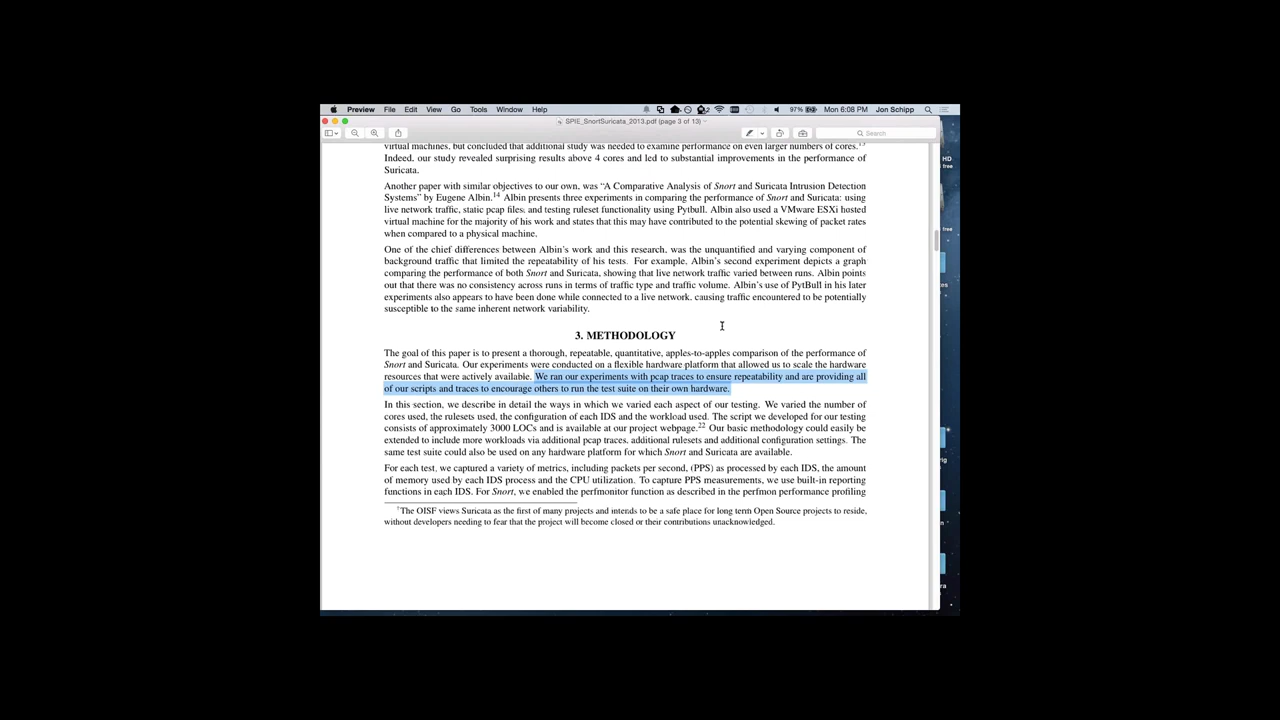 Preview File Edit View Go Tools Window Help 97% Mon 6:08 PM Jon Schipp
SPIE_SnortSuricata_2013.pdf (page 3 of 13)
Search
virtual machines, but concluded that additional study was needed to examine performance on even larger numbers of cores.
Indeed, our study revealed surprising results above 4 cores and led to substantial improvements in the performance of
Suricata.
Another paper with similar objectives to our own, was “A Comparative Analysis of Snort and Suricata Intrusion Detection
Systems” by Eugene Albin.14 Albin presents three experiments in comparing the performance of Snort and Suricata: using
live network traffic, static pcap files, and testing ruleset functionality using Pytbull. Albin also used a VMware ESXi hosted
virtual machine for the majority of his work and states that this may have contributed to the potential skewing of packet rates
when compared to a physical machine.
One of the chief differences between Albin’s work and this research, was the unquantified and varying component of
background traffic that limited the repeatability of his tests. For example, Albin’s second experiment depicts a graph
comparing the performance of both Snort and Suricata, showing that live network traffic varied between runs. Albin points
out that there was no consistency across runs in terms of traffic type and traffic volume. Albin’s use of PytBull in his later
experiments also appears to have been done while connected to a live network, causing traffic encountered to be potentially
susceptible to the same inherent network variability.
3. METHODOLOGY
The goal of this paper is to present a thorough, repeatable, quantitative, apples-to-apples comparison of the performance of
Snort and Suricata. Our experiments were conducted on a flexible hardware platform that allowed us to scale the hardware
resources that were actively available. We ran our experiments with pcap traces to ensure repeatability and are providing all
of our scripts and traces to encourage others to run the test suite on their own hardware.
In this section, we describe in detail the ways in which we varied each aspect of our testing. We varied the number of
cores used, the rulesets used, the configuration of each IDS and the workload used. The script we developed for our testing
consists of approximately 3000 LOCs and is available at our project webpage.22 Our basic methodology could easily be
extended to include more workloads via additional pcap traces, additional rulesets and additional configuration settings. The
same test suite could also be used on any hardware platform for which Snort and Suricata are available.
For each test, we captured a variety of metrics, including packets per second, (PPS) as processed by each IDS, the amount
of memory used by each IDS process and the CPU utilization. To capture PPS measurements, we use built-in reporting
functions in each IDS. For Snort, we enabled the perfmonitor function as described in the perfmon performance profiling
†The OISF views Suricata as the first of many projects and intends to be a safe place for long term Open Source projects to reside,
without developers needing to fear that the project will become closed or their contributions unacknowledged.
HD
free
free